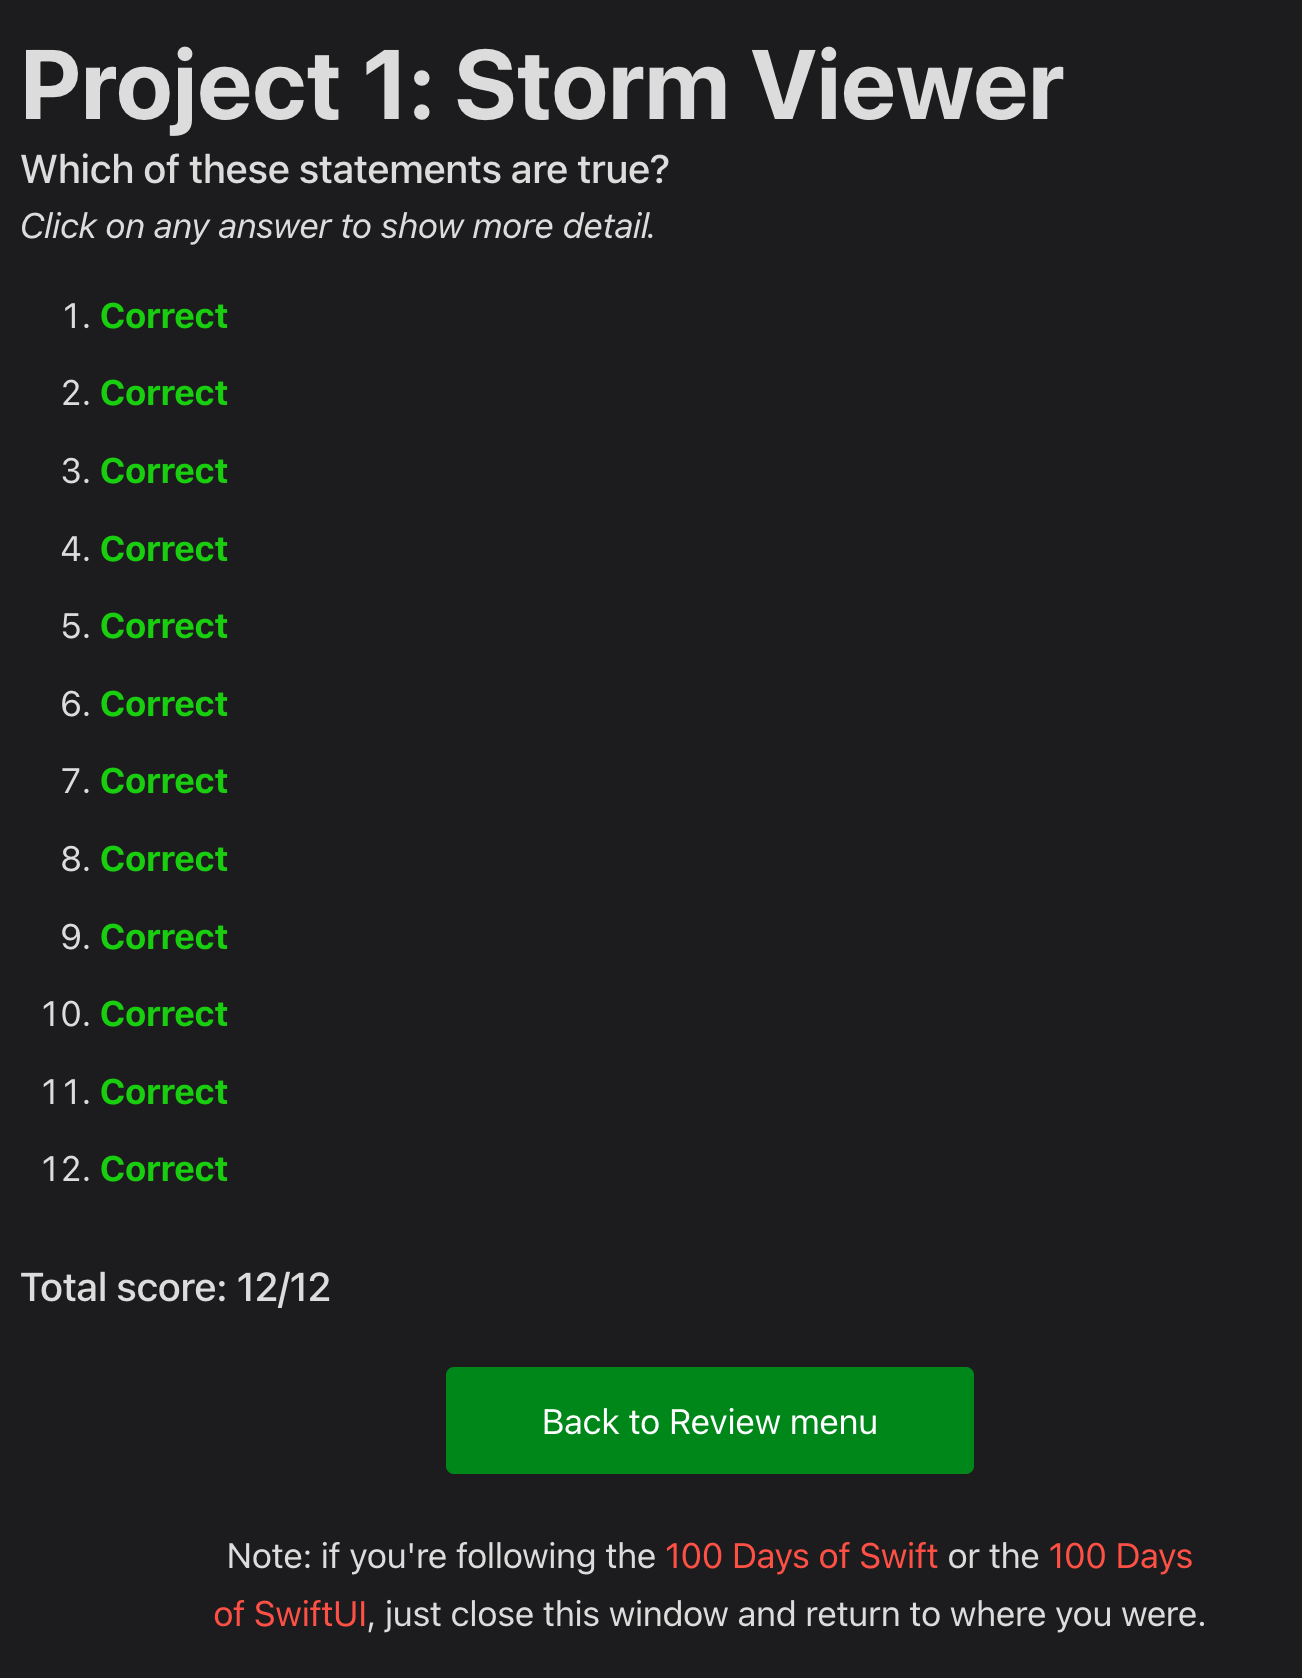 Project 1: Storm Viewer
Which of these statements are true?
Click on any answer to show more detail.
1. Correct
2. Correct
3. Correct
4. Correct
5. Correct
6. Correct
7. Correct
8. Correct
9. Correct
10. Correct
11. Correct
12. Correct
Total score: 12/12
Back to Review menu
Note: if you're following the 100 Days of Swift or the 100 Days
of SwiftUI, just close this window and return to where you were.